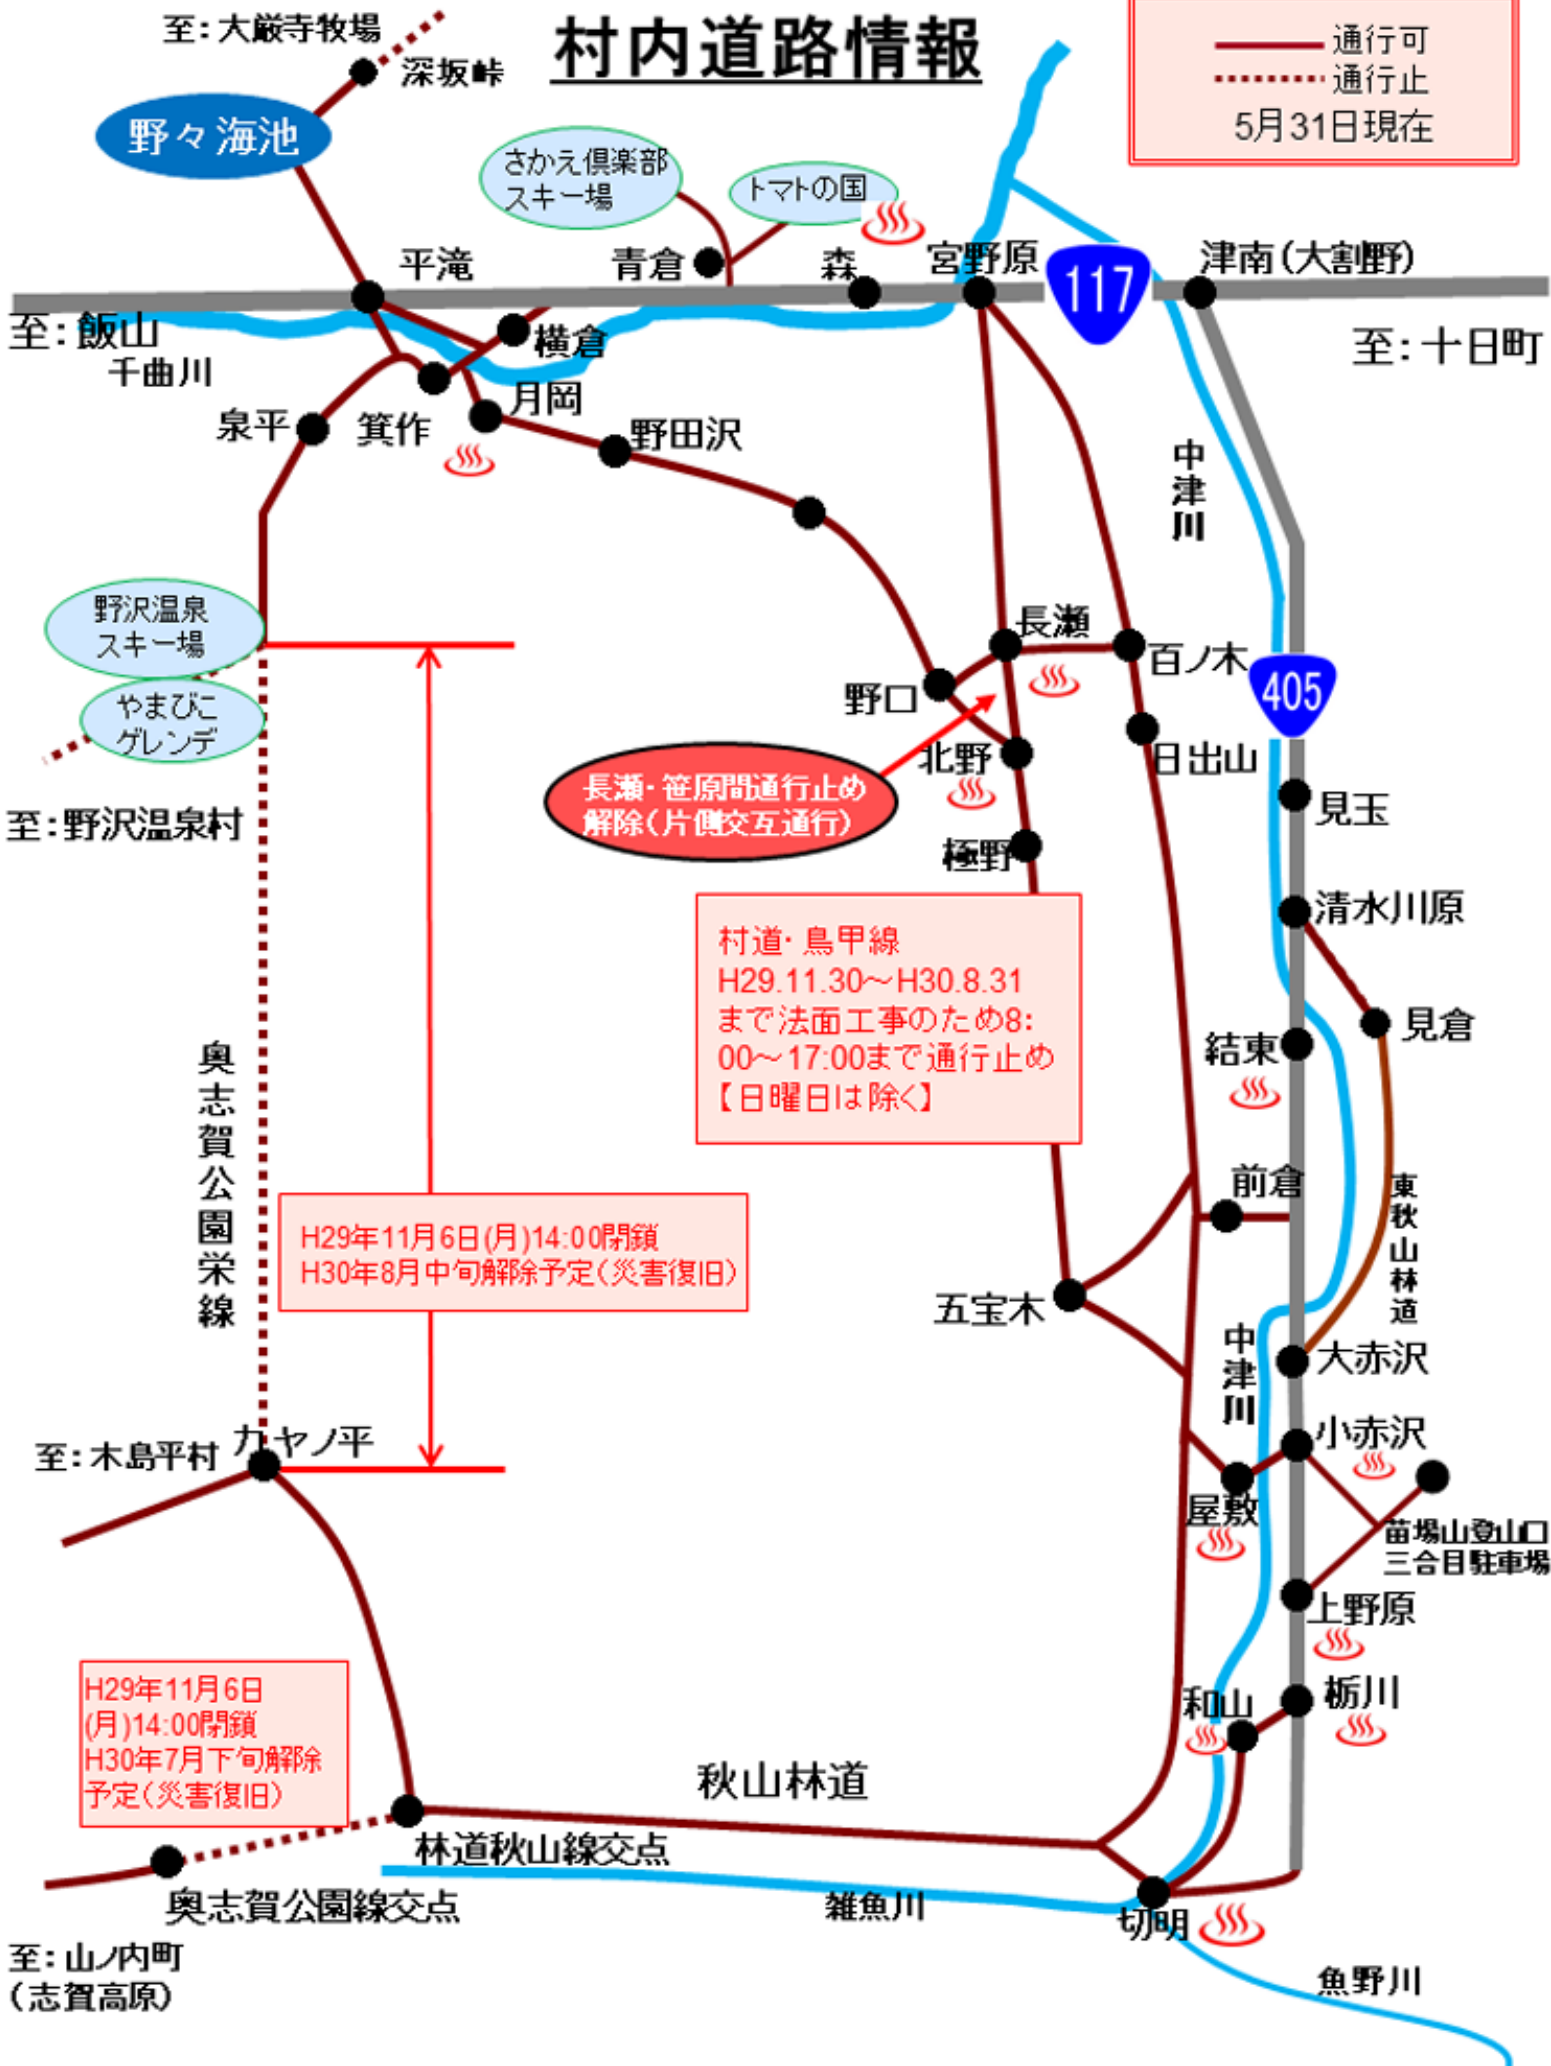 至：大厳寺牧場
深坂峠
村内道路情報
通行可
通行止
5月31日現在
野々海池
さかえ倶楽部
スキー場
トマトの国
平滝
青倉
森
宮野原
117
津南（大割野）
至：飯山
千曲川
横倉
至：十日町
泉平
箕作
月岡
野田沢
中津川
野沢温泉
スキー場
やまびこ
ゲレンデ
至：野沢温泉村
長瀬
百ノ木
野口
405
長瀬・笹原間通行止め
解除（片側交互通行）
北野
日出山
見玉
極野
清水川原
村道・鳥甲線
H29.11.30～H30.8.31
まで法面工事のため8：
00～17:00まで通行止め
【日曜日は除く】
見倉
結東
奥志賀公園栄線
前倉
東秋山林道
H29年11月6日(月)14:00閉鎖
H30年8月中旬解除予定（災害復旧）
五宝木
中津川
大赤沢
至：木島平村
カヤノ平
小赤沢
屋敷
苗場山登山口
三合目駐車場
上野原
H29年11月6日
(月)14:00閉鎖
H30年7月下旬解除
予定（災害復旧）
和山
栃川
秋山林道
林道秋山線交点
奥志賀公園線交点
雑魚川
切明
至：山ノ内町
（志賀高原）
魚野川